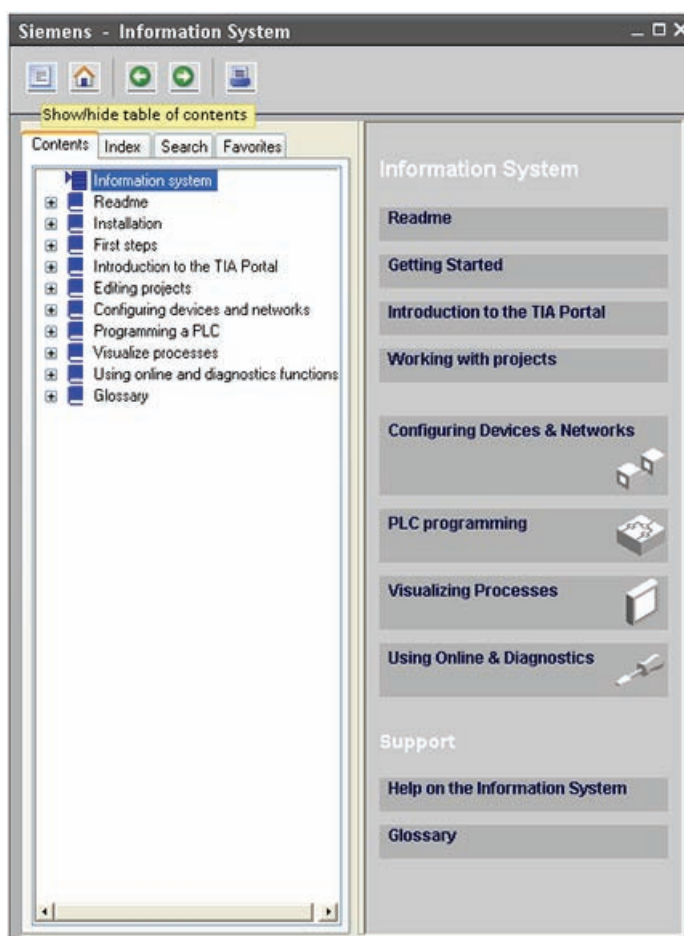 Siemens - Information System
Show/hide table of contents
Contents Index Search Favorites
Information system
Readme
Installation
First steps
Introduction to the TIA Portal
Editing projects
Configuring devices and networks
Programming a PLC
Visualize processes
Using online and diagnostics functions
Glossary
Information System
Readme
Getting Started
Introduction to the TIA Portal
Working with projects
Configuring Devices & Networks
PLC programming
Visualizing Processes
Using Online & Diagnostics
Support
Help on the Information System
Glossary